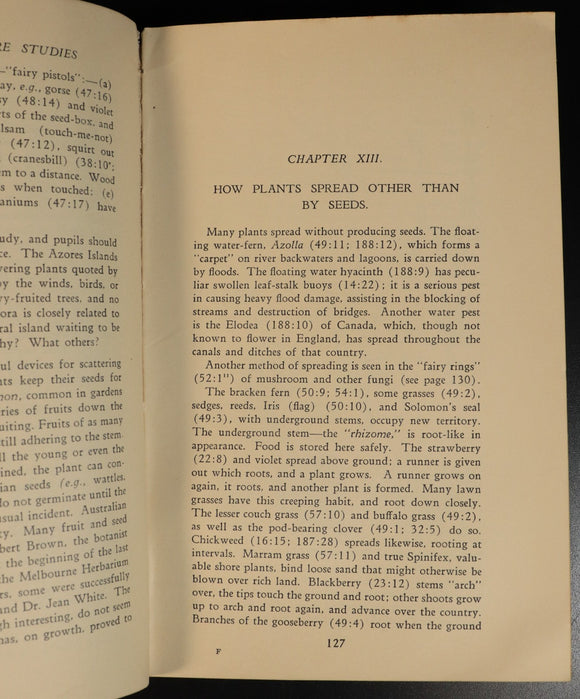 RE STUDIES
—"fairy pistols":—(a)
ay, e.g., gorse (47:16)
sy (48:14) and violet
rts of the seed-box, and
lsam (touch-me-not)
(47:12), squirt out
(cranesbill) (38:10;
em to a distance. Wood
s when touched: (e)
aniums (47:17) have
udy, and pupils should
ce. The Azores Islands
vering plants quoted by
by the winds, birds, or
ry-fruited trees, and no
ora is closely related to
ral island waiting to be
hy? What others?
ul devices for scattering
nts keep their seeds for
non, common in gardens
ries of fruits down the
uiting. Fruits of as many
till adhering to the stem.
ll the young or even the
ined, the plant can con-
ian seeds (e.g., wattles,
do not germinate until the
usual incident. Australian
ty. Many fruit and seed
bert Brown, the botanist
the beginning of the last
the Melbourne Herbarium
rs, some were successfully
and Dr. Jean White. The
gh interesting, do not seem
has, on growth, proved to
CHAPTER XIII.
HOW PLANTS SPREAD OTHER THAN
BY SEEDS.
Many plants spread without producing seeds. The float-
ing water-fern, Azolla (49:11; 188:12), which forms a
"carpet" on river backwaters and lagoons, is carried down
by floods. The floating water hyacinth (188:9) has pecu-
liar swollen leaf-stalk buoys (14:22); it is a serious pest
in causing heavy flood damage, assisting in the blocking of
streams and destruction of bridges. Another water pest
is the Elodea (188:10) of Canada, which, though not
known to flower in England, has spread throughout the
canals and ditches of that country.
Another method of spreading is seen in the "fairy rings"
(52:1") of mushroom and other fungi (see page 130).
The bracken fern (50:9; 54:1), some grasses (49:2),
sedges, reeds, Iris (flag) (50:10), and Solomon's seal
(49:3), with underground stems, occupy new territory.
The underground stem—the "rhizome," is root-like in
appearance. Food is stored here safely. The strawberry
(22:8) and violet spread above ground; a runner is given
out which roots, and a plant grows. A runner grows on
again, it roots, and another plant is formed. Many lawn
grasses have this creeping habit, and root down closely.
The lesser couch grass (57:10) and buffalo grass (49:2),
as well as the pod-bearing clover (49:1; 32:5) do so.
Chickweed (16:15; 187:28) spreads likewise, rooting at
intervals. Marram grass (57:11) and true Spinifex, valu-
able shore plants, bind loose sand that might otherwise be
blown over rich land. Blackberry (23:12) stems "arch"
over, the tips touch the ground and root; other shoots grow
up to arch and root again, and advance over the country.
Branches of the gooseberry (49:4) root when the ground
127
F